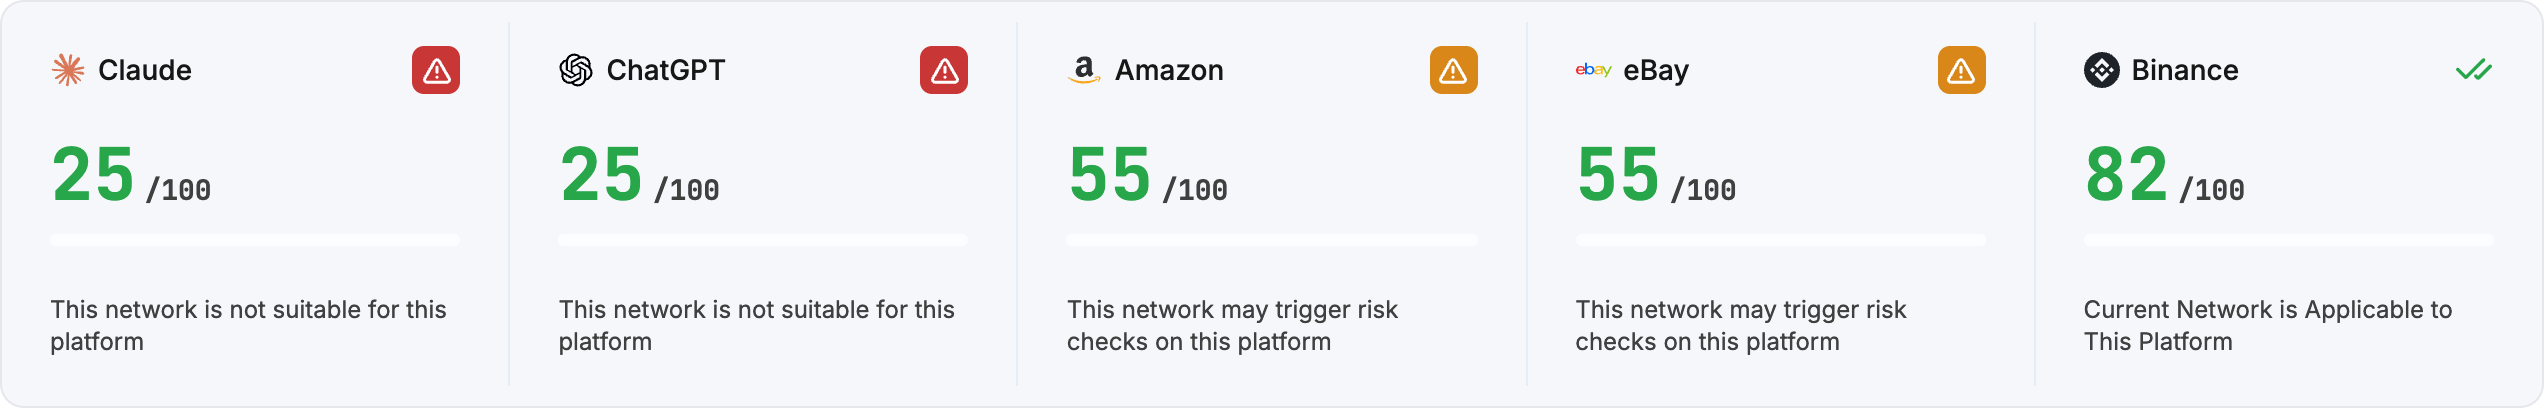 Claude
25 /100
This network is not suitable for this
platform
ChatGPT
25 /100
This network is not suitable for this
platform
a Amazon
55 /100
This network may trigger risk
checks on this platform
ebay eBay
55 /100
This network may trigger risk
checks on this platform
Binance
82 /100
Current Network is Applicable to
This Platform